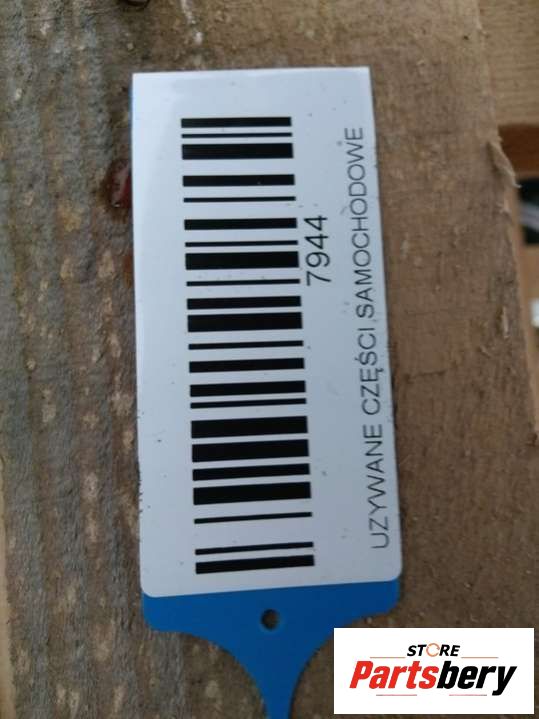 7944
UZYWANE CZĘŚCI SAMOCHODOWE
STORE
Partsbery